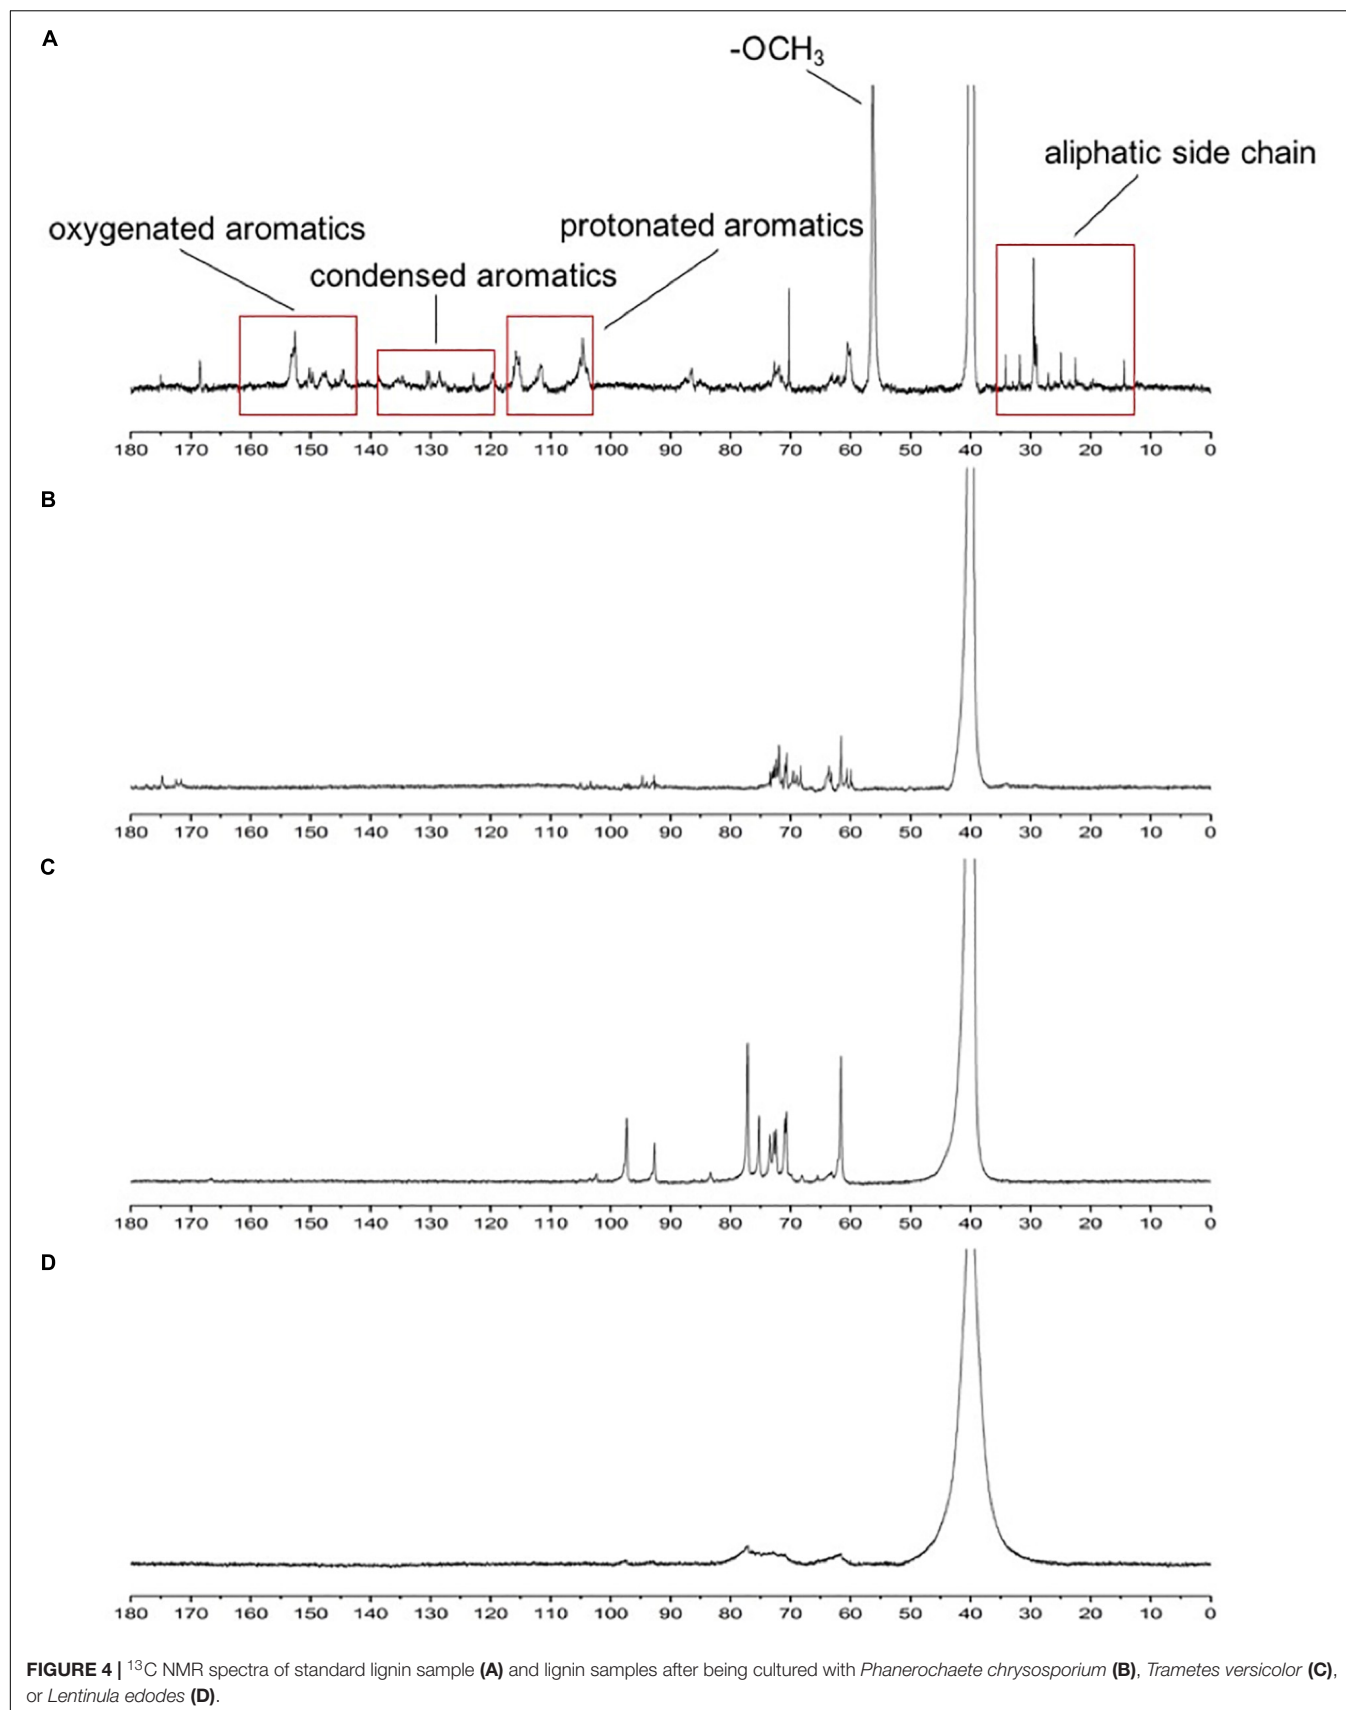 A
-OCH₃
aliphatic side chain
oxygenated aromatics
protonated aromatics
condensed aromatics
180 170 160 150 140 130 120 110 100 90 80 70 60 50 40 30 20 10 0
B
180 170 160 150 140 130 120 110 100 90 80 70 60 50 40 30 20 10 0
C
180 170 160 150 140 130 120 110 100 90 80 70 60 50 40 30 20 10 0
D
180 170 160 150 140 130 120 110 100 90 80 70 60 50 40 30 20 10 0
FIGURE 4 | ¹³C NMR spectra of standard lignin sample (A) and lignin samples after being cultured with Phanerochaete chrysosporium (B), Trametes versicolor (C),
or Lentinula edodes (D).